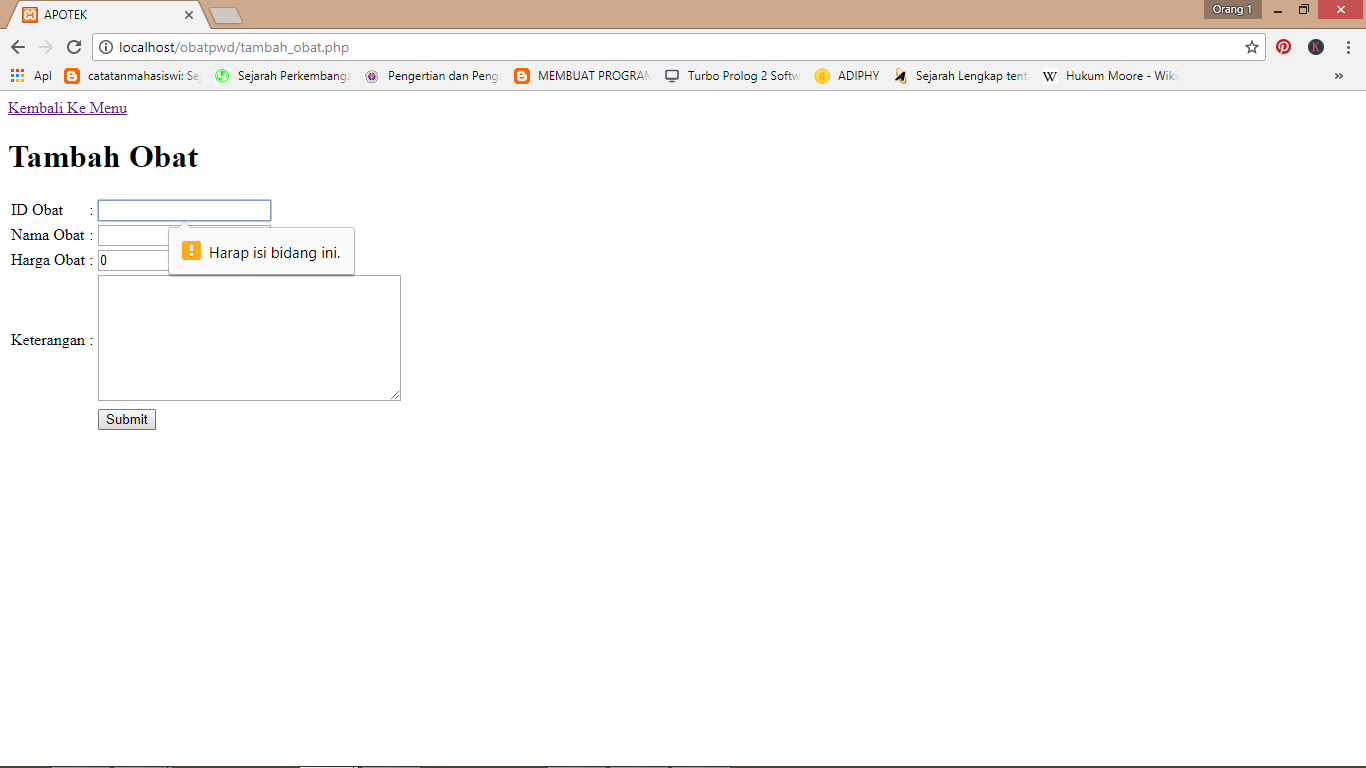 APOTEK
Orang 1
localhost/obatpwd/tambah_obat.php
Apl catatanmahasiswi: Se Sejarah Perkembanga Pengertian dan Peng MEMBUAT PROGRAM Turbo Prolog 2 Softw ADIPHY Sejarah Lengkap tent Hukum Moore - Wiki »
Kembali Ke Menu
Tambah Obat
ID Obat :
Nama Obat :
Harap isi bidang ini.
Harga Obat : 0
Keterangan :
Submit